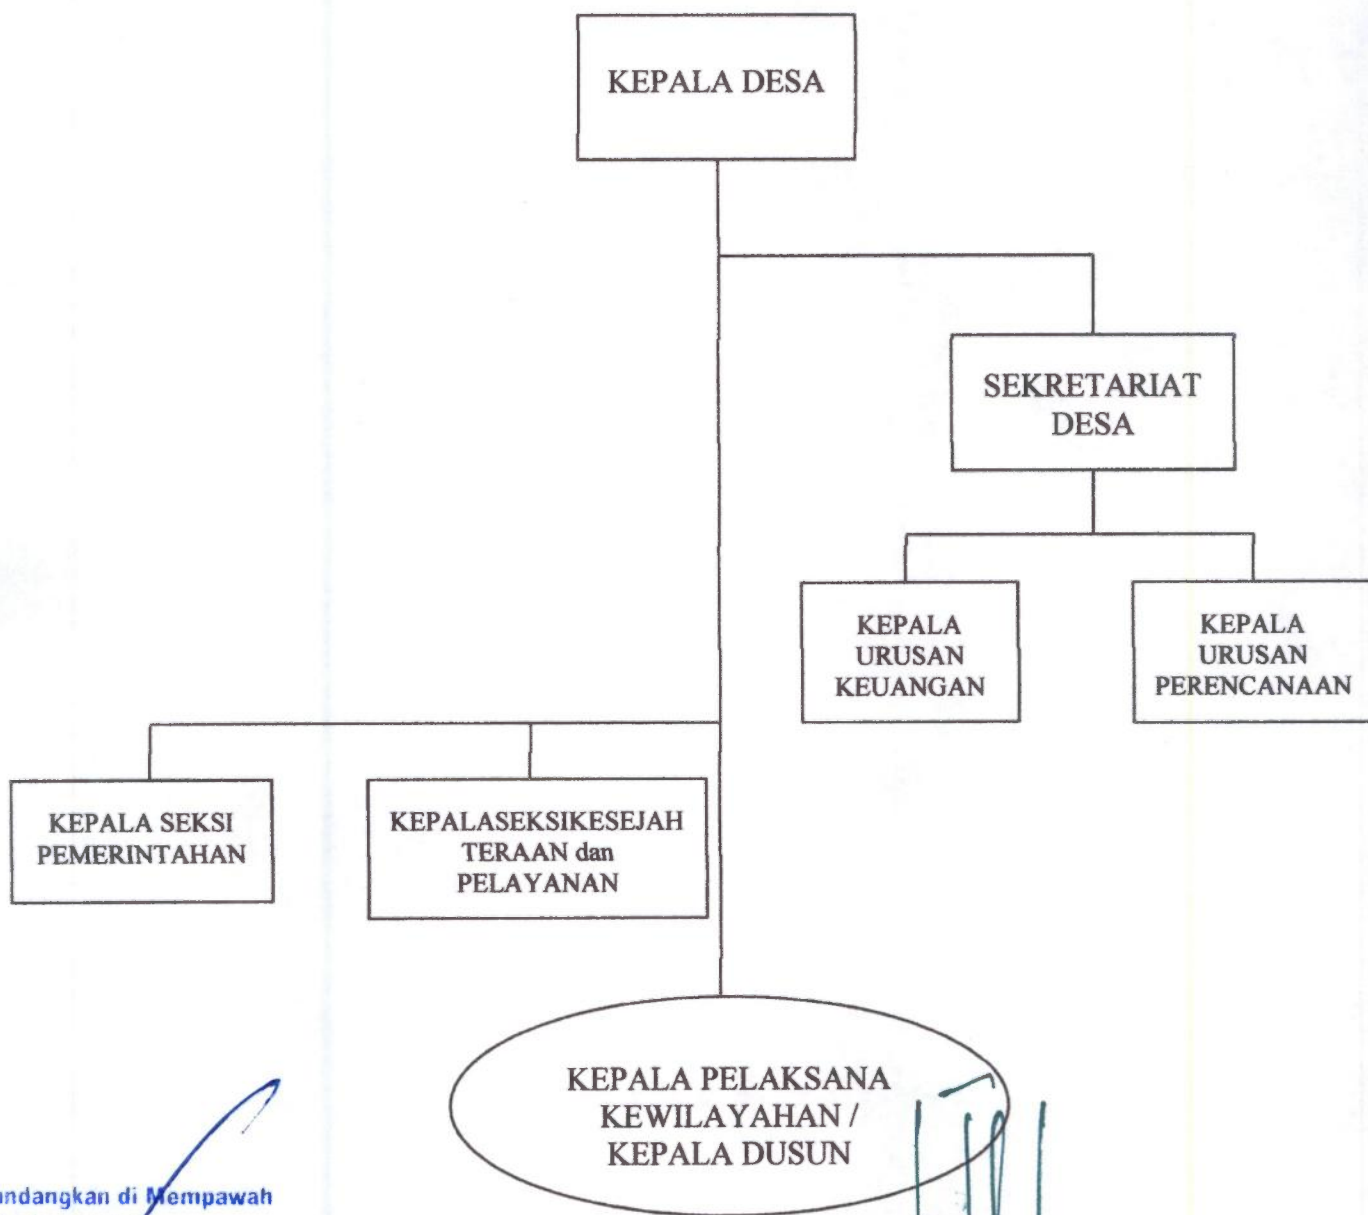 KEPALA DESA
SEKRETARIAT
DESA
KEPALA
URUSAN
KEUANGAN
KEPALA
URUSAN
PERENCANAAN
KEPALA SEKSI
PEMERINTAHAN
KEPALASEKSIKESEJAH
TERAAN dan
PELAYANAN
KEPALA PELAKSANA
KEWILAYAHAN /
KEPALA DUSUN
ndangkan di Mempawah